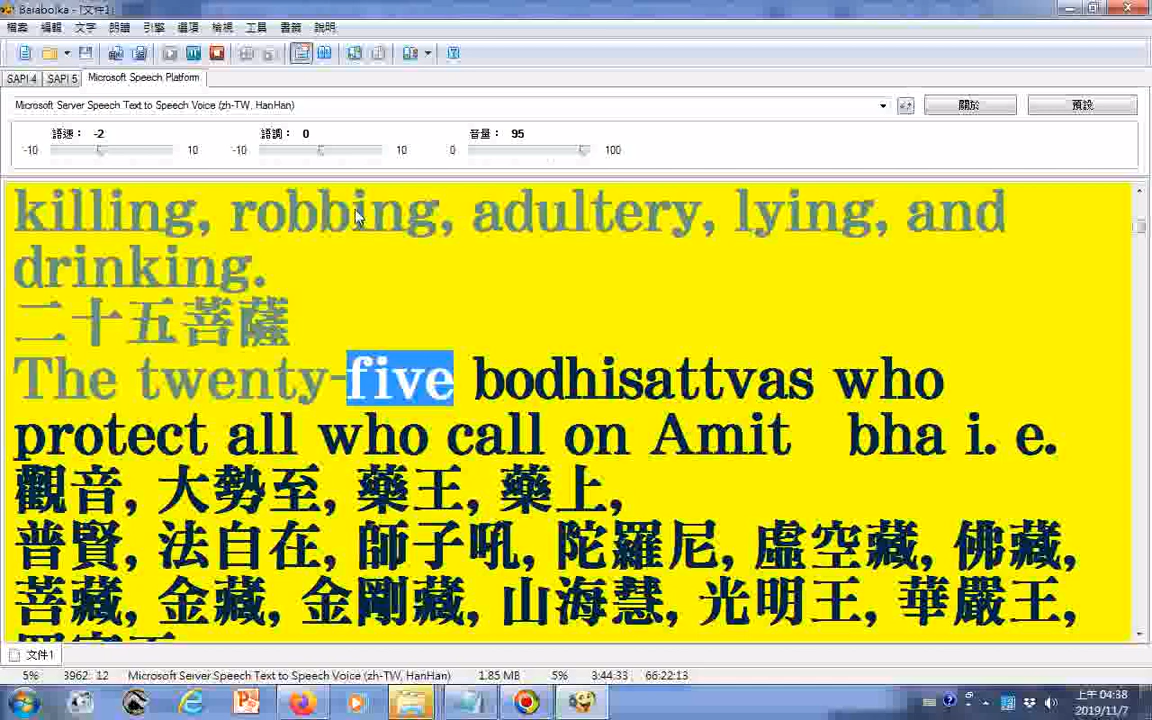 Balabolka - [文件1]
檔案 編輯 文字 朗讀 引擎 選項 檢視 工具 書籤 說明
SAPI 4 SAPI 5 Microsoft Speech Platform
Microsoft Server Speech Text to Speech Voice (zh-TW, HanHan) 關於 預設
語速： -2 語調： 0 音量： 95
-10 10 -10 10 0 100
killing, robbing, adultery, lying, and
drinking.
二十五菩薩
The twenty-five bodhisattvas who
protect all who call on Amit bha i. e.
觀音, 大勢至, 藥王, 藥上,
普賢, 法自在, 師子吼, 陀羅尼, 虛空藏, 佛藏,
菩藏, 金藏, 金剛藏, 山海慧, 光明王, 華嚴王,
文件1
5% 3962: 12 Microsoft Server Speech Text to Speech Voice (zh-TW, HanHan) 1.85 MB 5% 3:44:33 66:22:13
上午 04:38
2019/11/7